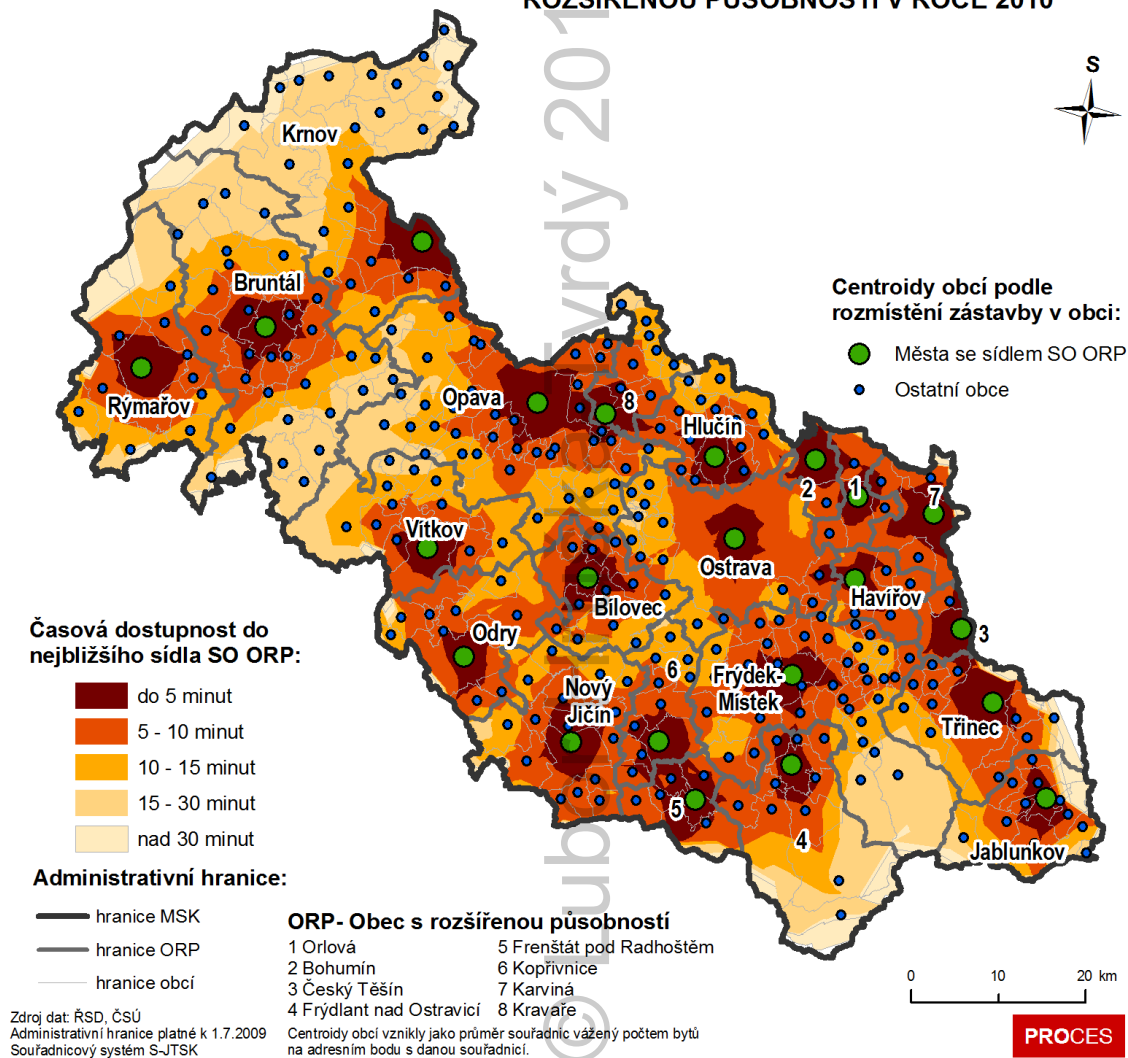 ROZŠÍŘENOU PŮSOBNOSTÍ V ROCE 2010
S
Krnov
Bruntál
Rýmařov
Opava
8
Hlučín
2
1
7
Vítkov
Ostrava
Bílovec
Havířov
Odry
3
6
Frýdek-
Místek
Nový
Jičín
Třinec
5
4
Jablunkov
Centroidy obcí podle
rozmístění zástavby v obci:
Města se sídlem SO ORP
Ostatní obce
Časová dostupnost do
nejbližšího sídla SO ORP:
do 5 minut
5 - 10 minut
10 - 15 minut
15 - 30 minut
nad 30 minut
Administrativní hranice:
hranice MSK
hranice ORP
hranice obcí
ORP- Obec s rozšířenou působností
1 Orlová
2 Bohumín
3 Český Těšín
4 Frýdlant nad Ostravicí
5 Frenštát pod Radhoštěm
6 Kopřivnice
7 Karviná
8 Kravaře
Centroidy obcí vznikly jako průměr souřadnic vážený počtem bytů
na adresním bodu s danou souřadnicí.
Zdroj dat: ŘSD, ČSÚ
Administrativní hranice platné k 1.7.2009
Souřadnicový systém S-JTSK
0 10 20 km
PROCES